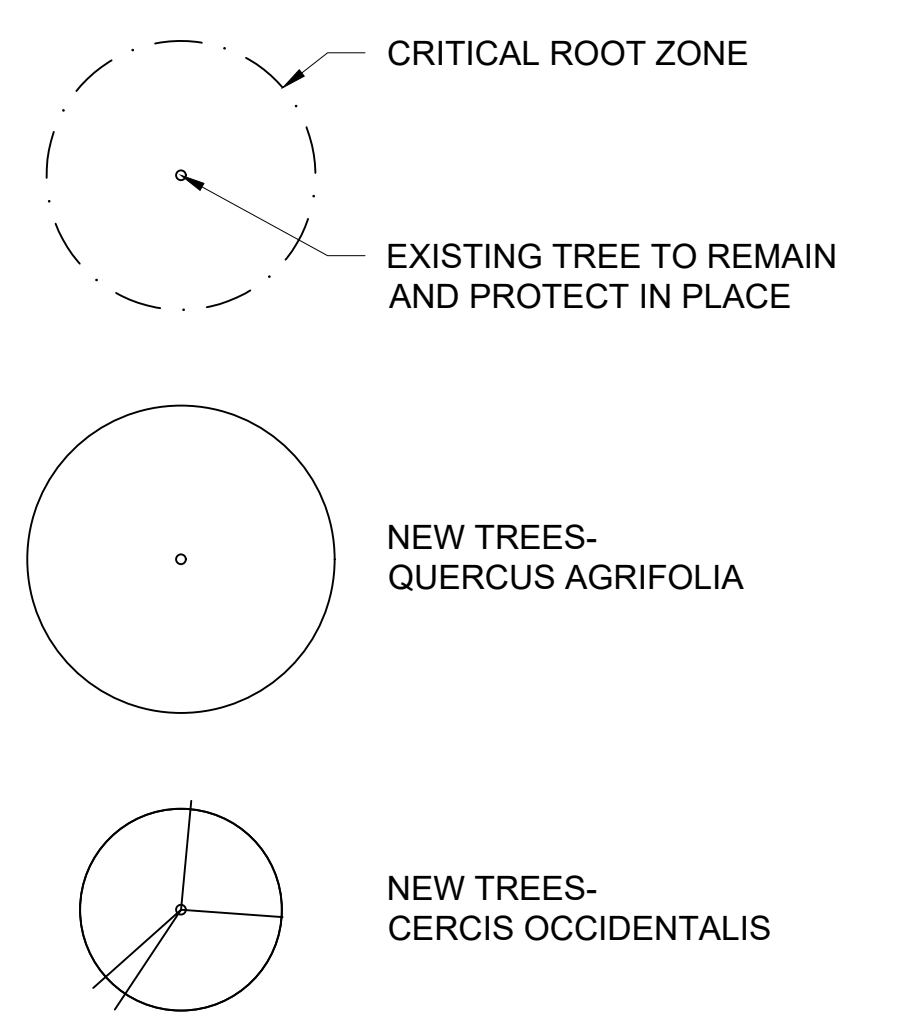 CRITICAL ROOT ZONE
EXISTING TREE TO REMAIN
AND PROTECT IN PLACE
NEW TREES-
QUERCUS AGRIFOLIA
NEW TREES-
CERCIS OCCIDENTALIS